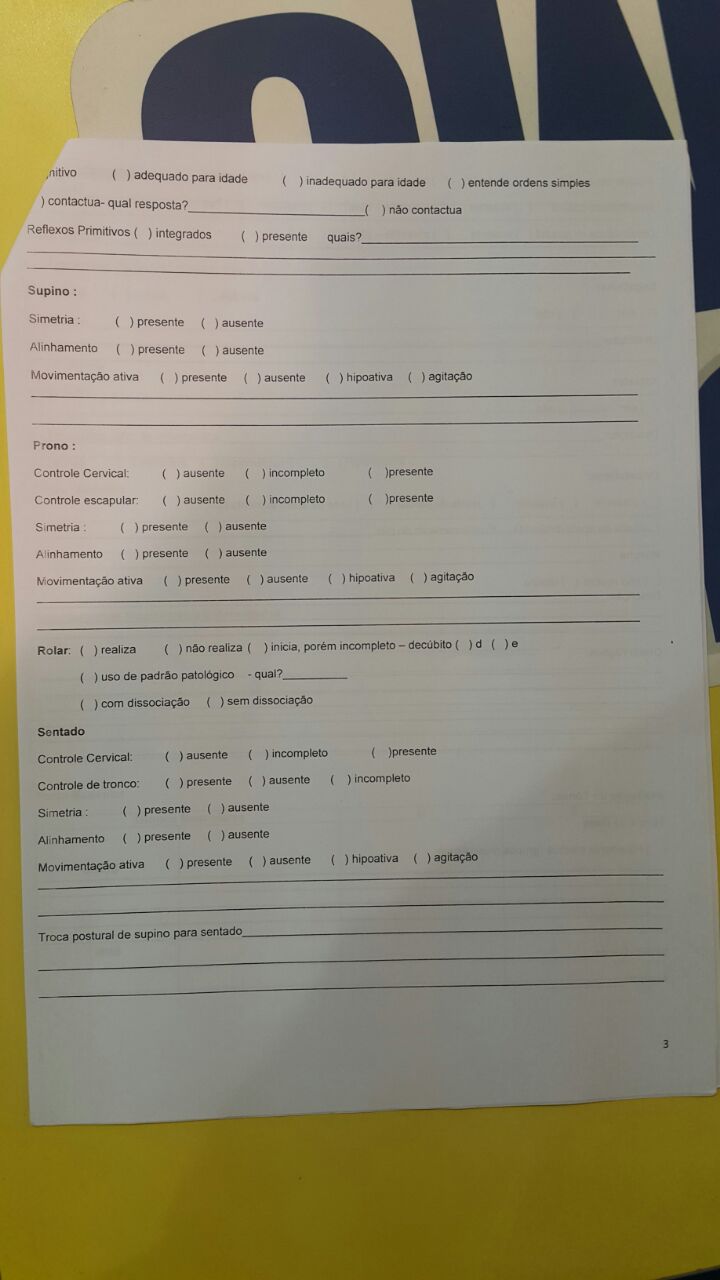 nitivo ( ) adequado para idade ( ) inadequado para idade ( ) entende ordens simples
) contactua- qual resposta?____________________________( ) não contactua
Reflexos Primitivos ( ) integrados ( ) presente quais?____________________________________________
Supino :
Simetria : ( ) presente ( ) ausente
Alinhamento ( ) presente ( ) ausente
Movimentação ativa ( ) presente ( ) ausente ( ) hipoativa ( ) agitação
Prono :
Controle Cervical: ( ) ausente ( ) incompleto ( )presente
Controle escapular: ( ) ausente ( ) incompleto ( )presente
Simetria : ( ) presente ( ) ausente
Alinhamento ( ) presente ( ) ausente
Movimentação ativa ( ) presente ( ) ausente ( ) hipoativa ( ) agitação
Rolar: ( ) realiza ( ) não realiza ( ) inicia, porém incompleto – decúbito ( ) d ( ) e
( ) uso de padrão patológico - qual?__________
( ) com dissociação ( ) sem dissociação
Sentado
Controle Cervical: ( ) ausente ( ) incompleto ( )presente
Controle de tronco: ( ) presente ( ) ausente ( ) incompleto
Simetria : ( ) presente ( ) ausente
Alinhamento ( ) presente ( ) ausente
Movimentação ativa ( ) presente ( ) ausente ( ) hipoativa ( ) agitação
Troca postural de supino para sentado____________________________________________
3